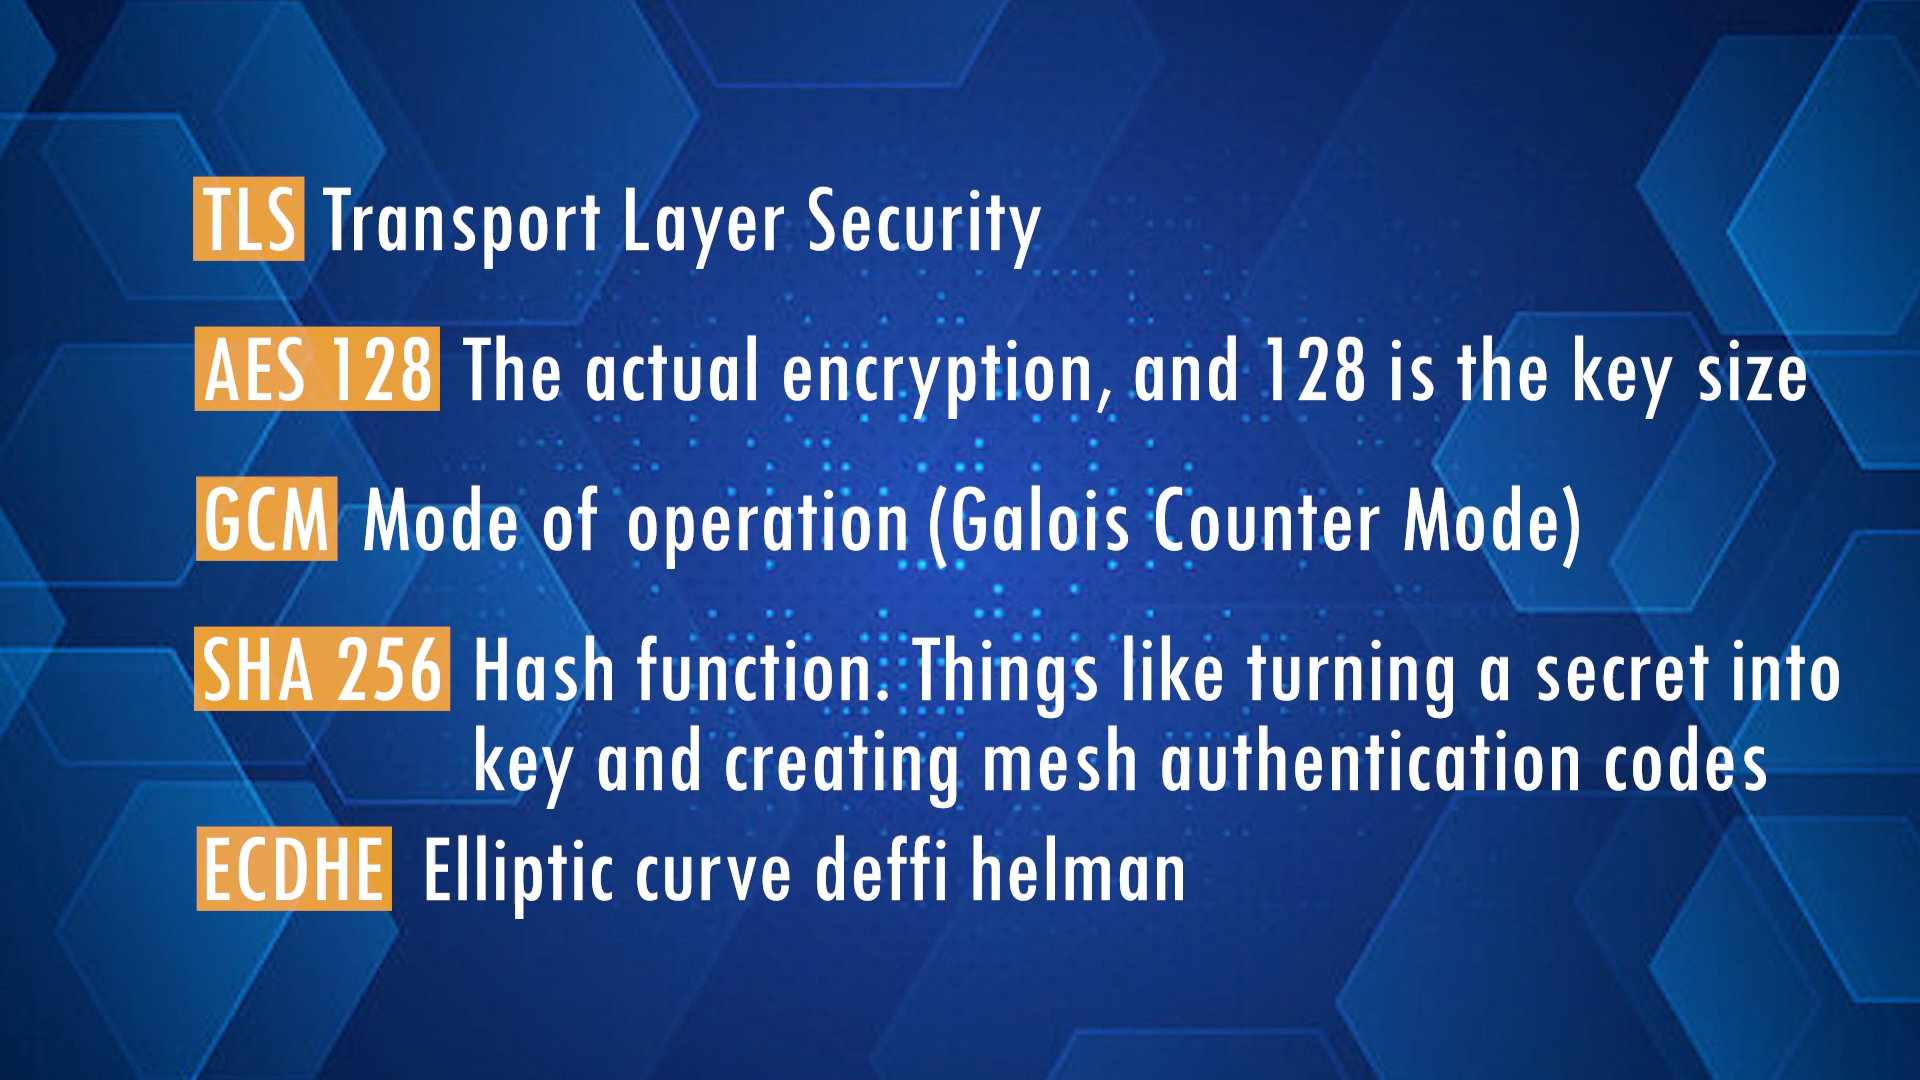 TLS Transport Layer Security
AES 128 The actual encryption, and 128 is the key size
GCM Mode of operation (Galois Counter Mode)
SHA 256 Hash function. Things like turning a secret into
key and creating mesh authentication codes
ECDHE Elliptic curve deffi helman